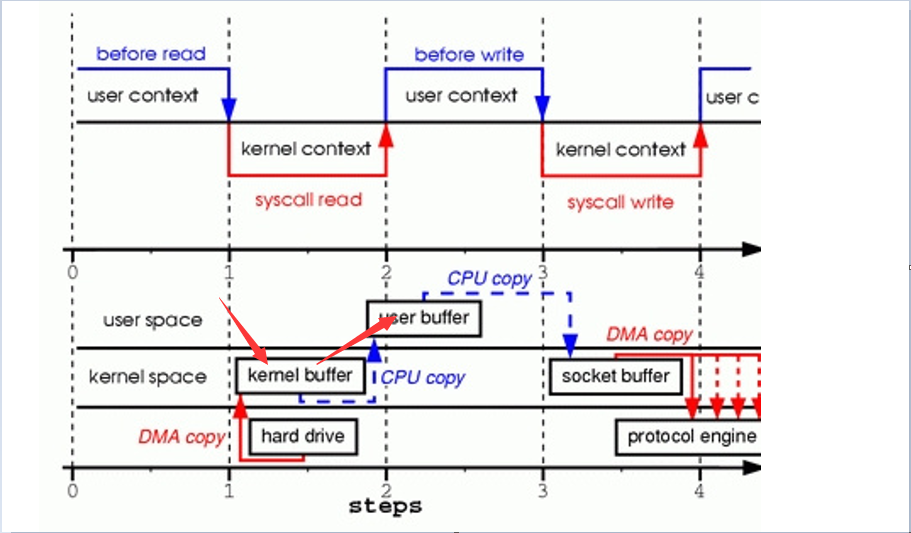 before read
before write
user context
user context
user c
kernel context
kernel context
syscall read
syscall write
0 1 2 3 4
CPU copy
user space
user buffer
DMA copy
kernel space
kernel buffer
CPU copy
socket buffer
DMA copy
hard drive
protocol engine
0 1 2 3 4
steps